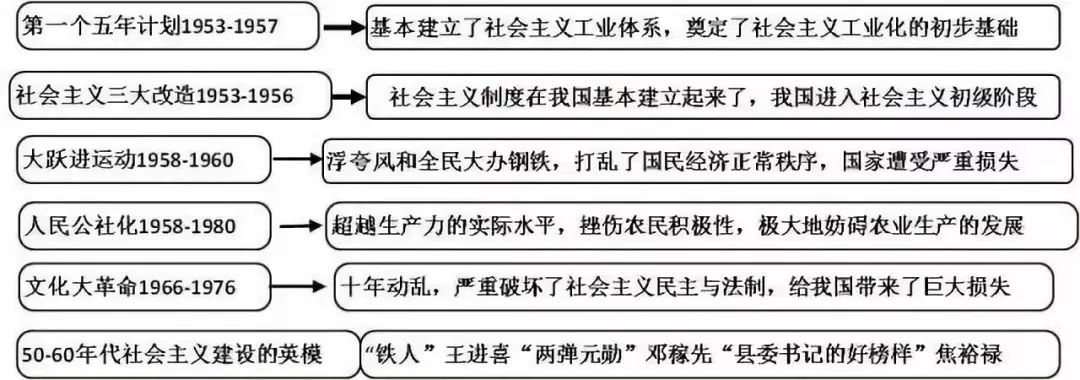 第一个五年计划1953-1957 基本建立了社会主义工业体系，奠定了社会主义工业化的初步基础
社会主义三大改造1953-1956 社会主义制度在我国基本建立起来了，我国进入社会主义初级阶段
大跃进运动1958-1960 浮夸风和全民大办钢铁，打乱了国民经济正常秩序，国家遭受严重损失
人民公社化1958-1980 超越生产力的实际水平，挫伤农民积极性，极大地妨碍农业生产的发展
文化大革命1966-1976 十年动乱，严重破坏了社会主义民主与法制，给我国带来了巨大损失
50-60年代社会主义建设的英模 “铁人”王进喜“两弹元勋”邓稼先“县委书记的好榜样”焦裕禄